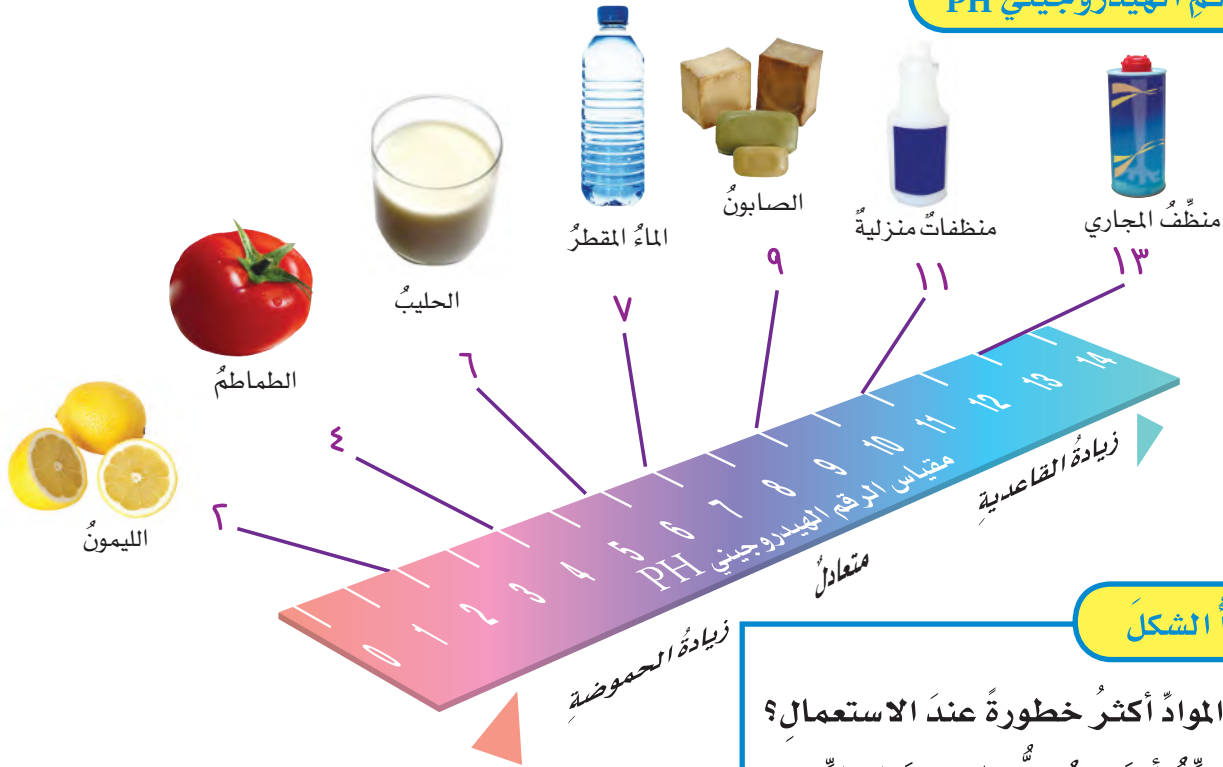 الهيدروجيني PH
منظِّفُ المجاري
١٣
منظفاتٌ منزليةٌ
١١
الصابونُ
٩
الماءُ المقطرُ
٧
الحليبُ
٦
الطماطمُ
٤
الليمونُ
٢
0 1 2 3 4 5 6 7 8 9 10 11 12 13 14
مقياس الرقم الهيدروجيني PH
زيادةُ القاعديةِ
متعادلٌ
زيادةُ الحموضةِ
الشكلَ
الموادِّ أكثرُ خطورةً عندَ الاستعمالِ؟